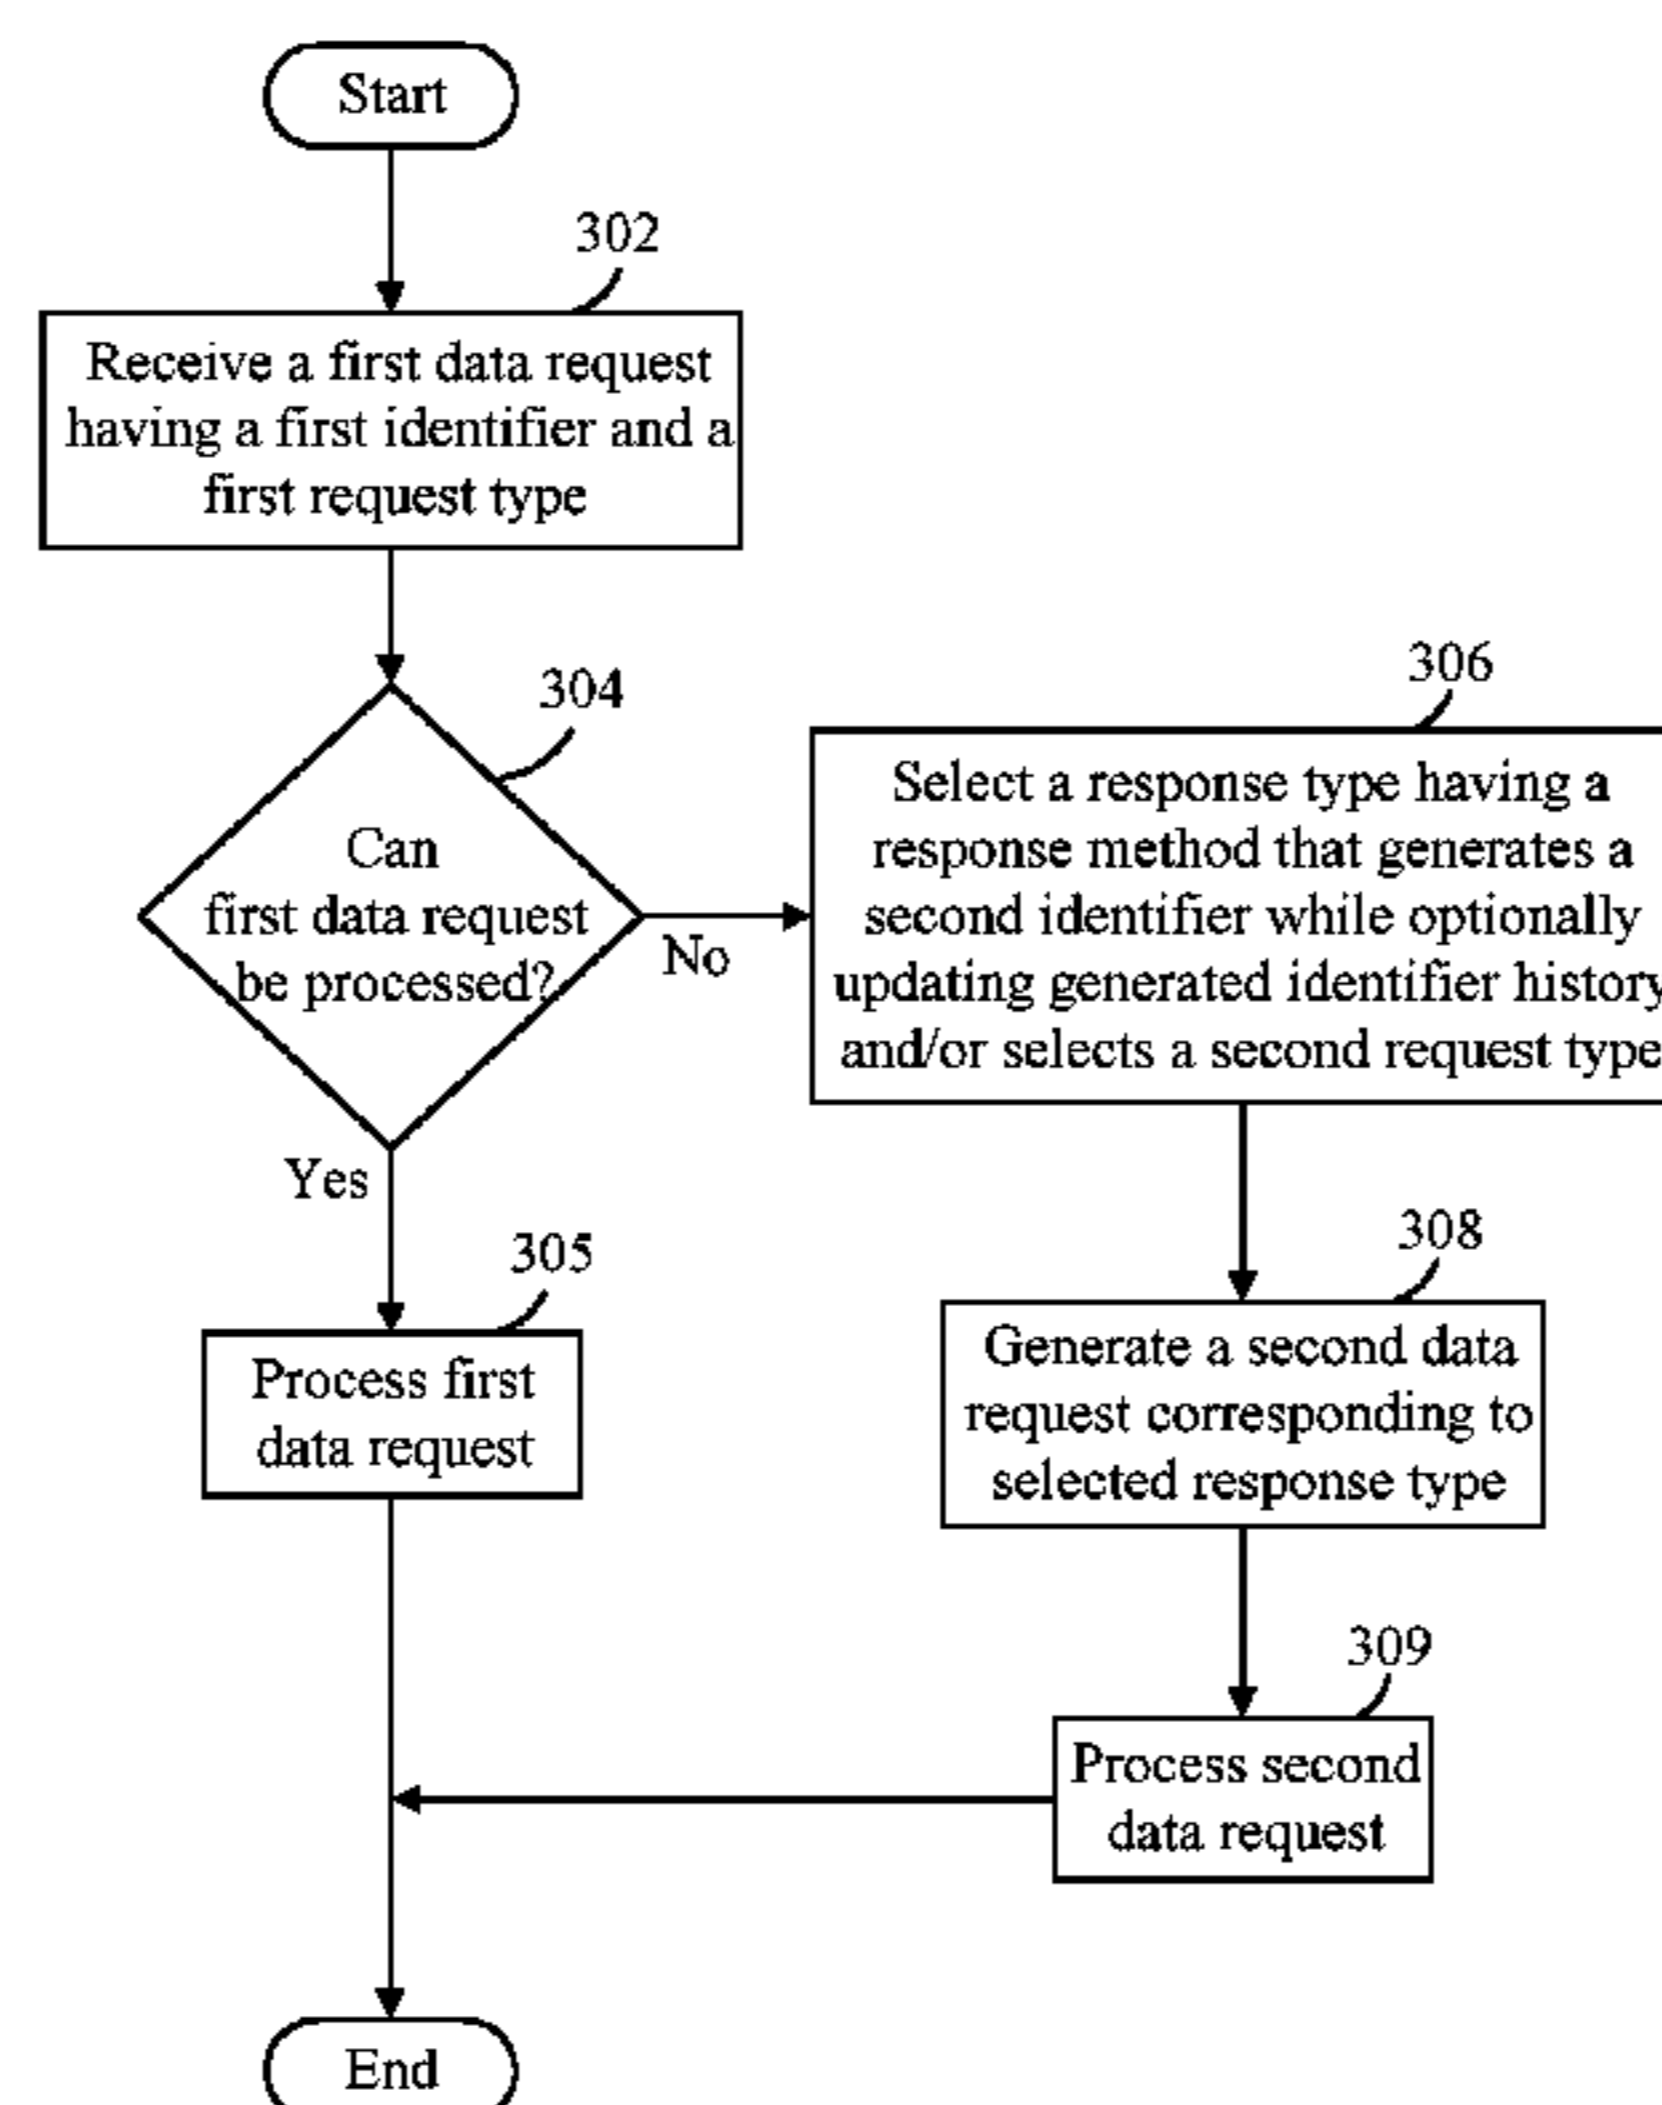 Start
302
Receive a first data request
having a first identifier and a
first request type
304
Can
first data request
be processed?
No
Yes
305
Process first
data request
306
Select a response type having a
response method that generates a
second identifier while optionally
updating generated identifier history
and/or selects a second request type
308
Generate a second data
request corresponding to
selected response type
309
Process second
data request
End